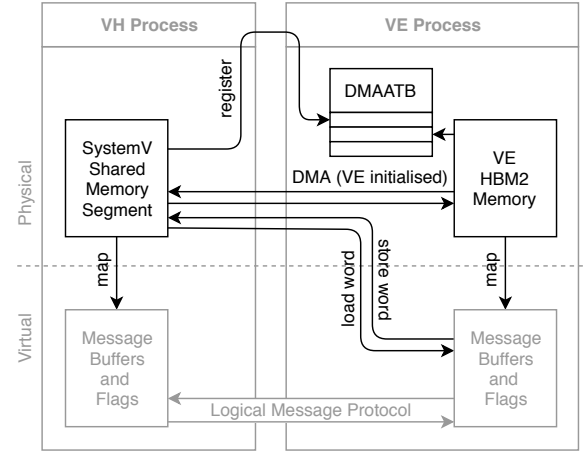 VH Process
VE Process
register
DMAATB
SystemV
Shared
Memory
Segment
VE
HBM2
Memory
DMA (VE initialised)
Physical
map
load word
store word
map
Virtual
Message
Buffers
and
Flags
Message
Buffers
and
Flags
Logical Message Protocol